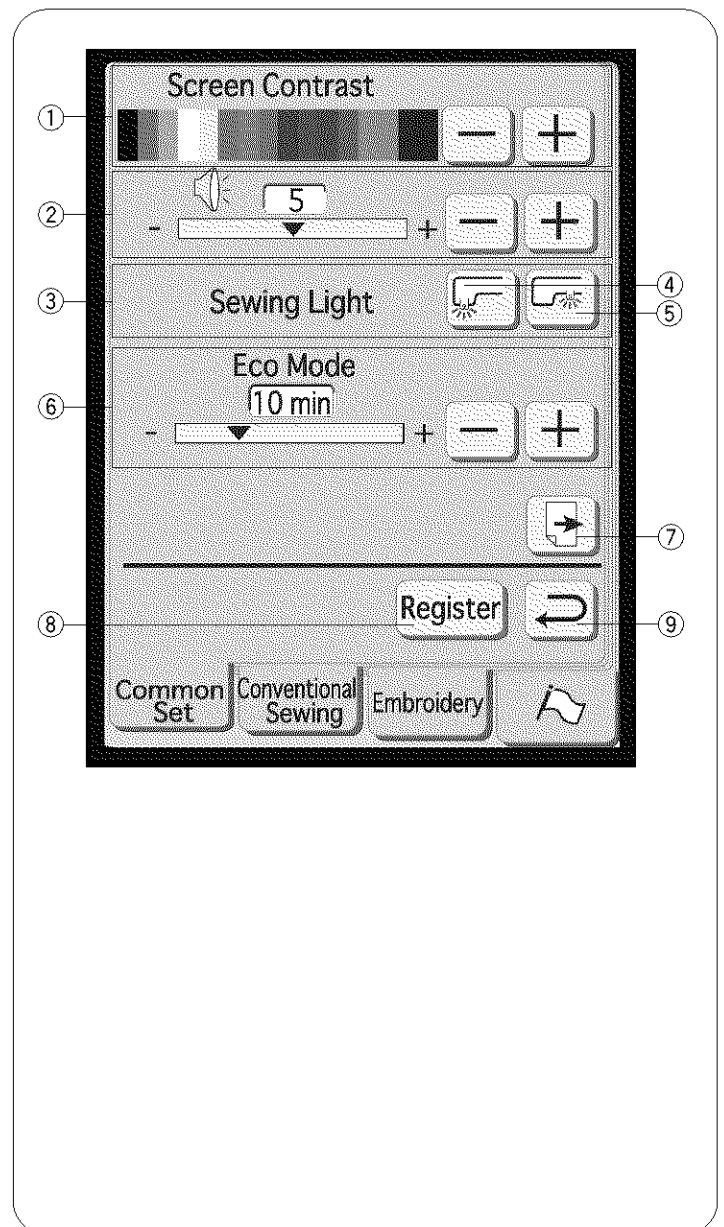 Screen Contrast
① − +
② 5
- + − +
③ Sewing Light ④
⑤
Eco Mode
⑥ 10 min
- + − +
⑦
⑧ Register ⑨
Common Set
Conventional Sewing
Embroidery